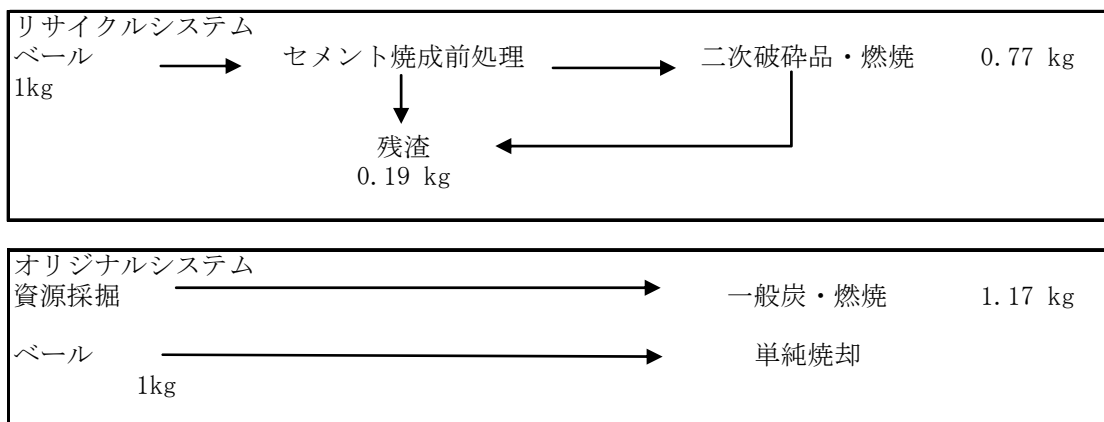 リサイクルシステム
ベール セメント焼成前処理 二次破砕品・燃焼 0.77 kg
1kg
残渣
0.19 kg
オリジナルシステム
資源採掘 一般炭・燃焼 1.17 kg
ベール 単純焼却
1kg